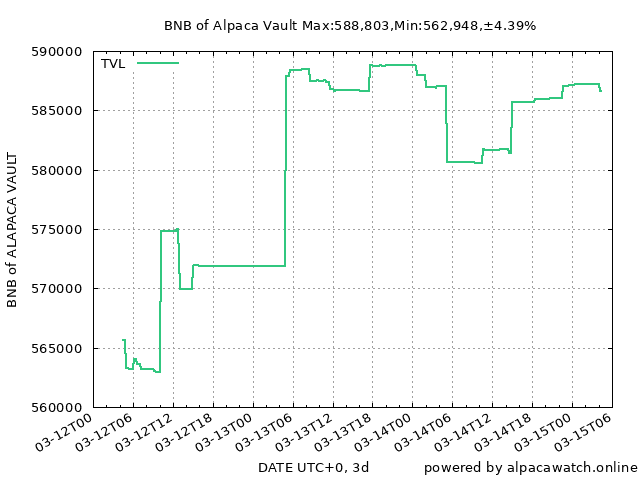 BNB of Alpaca Vault Max:588,803,Min:562,948,±4.39%
TVL
590000
585000
580000
575000
570000
565000
560000
BNB of ALAPACA VAULT
03-12T00
03-12T06
03-12T12
03-12T18
03-13T00
03-13T06
03-13T12
03-13T18
03-14T00
03-14T06
03-14T12
03-14T18
03-15T00
03-15T06
DATE UTC+0, 3d
powered by alpacawatch.online